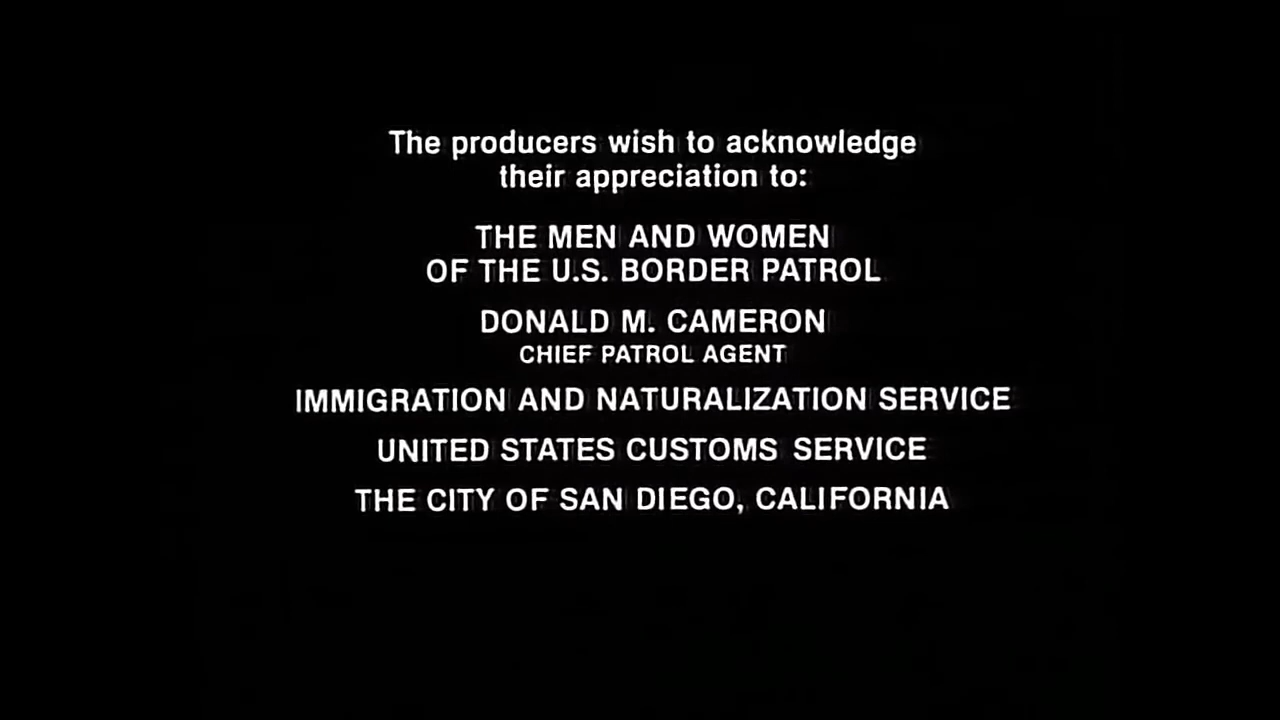 The producers wish to acknowledge
their appreciation to:
THE MEN AND WOMEN
OF THE U.S. BORDER PATROL
DONALD M. CAMERON
CHIEF PATROL AGENT
IMMIGRATION AND NATURALIZATION SERVICE
UNITED STATES CUSTOMS SERVICE
THE CITY OF SAN DIEGO, CALIFORNIA